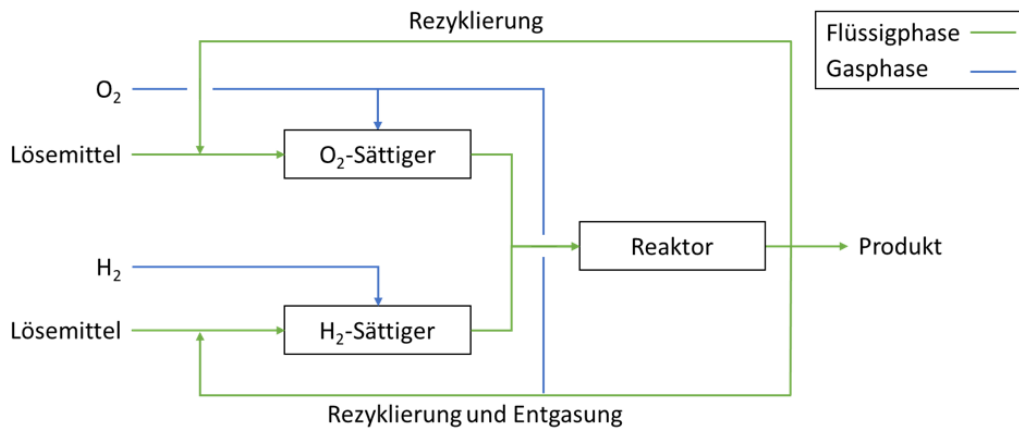 Rezyklierung
Flüssigphase
Gasphase
O₂
Lösemittel
O₂-Sättiger
Reaktor
Produkt
H₂
Lösemittel
H₂-Sättiger
Rezyklierung und Entgasung